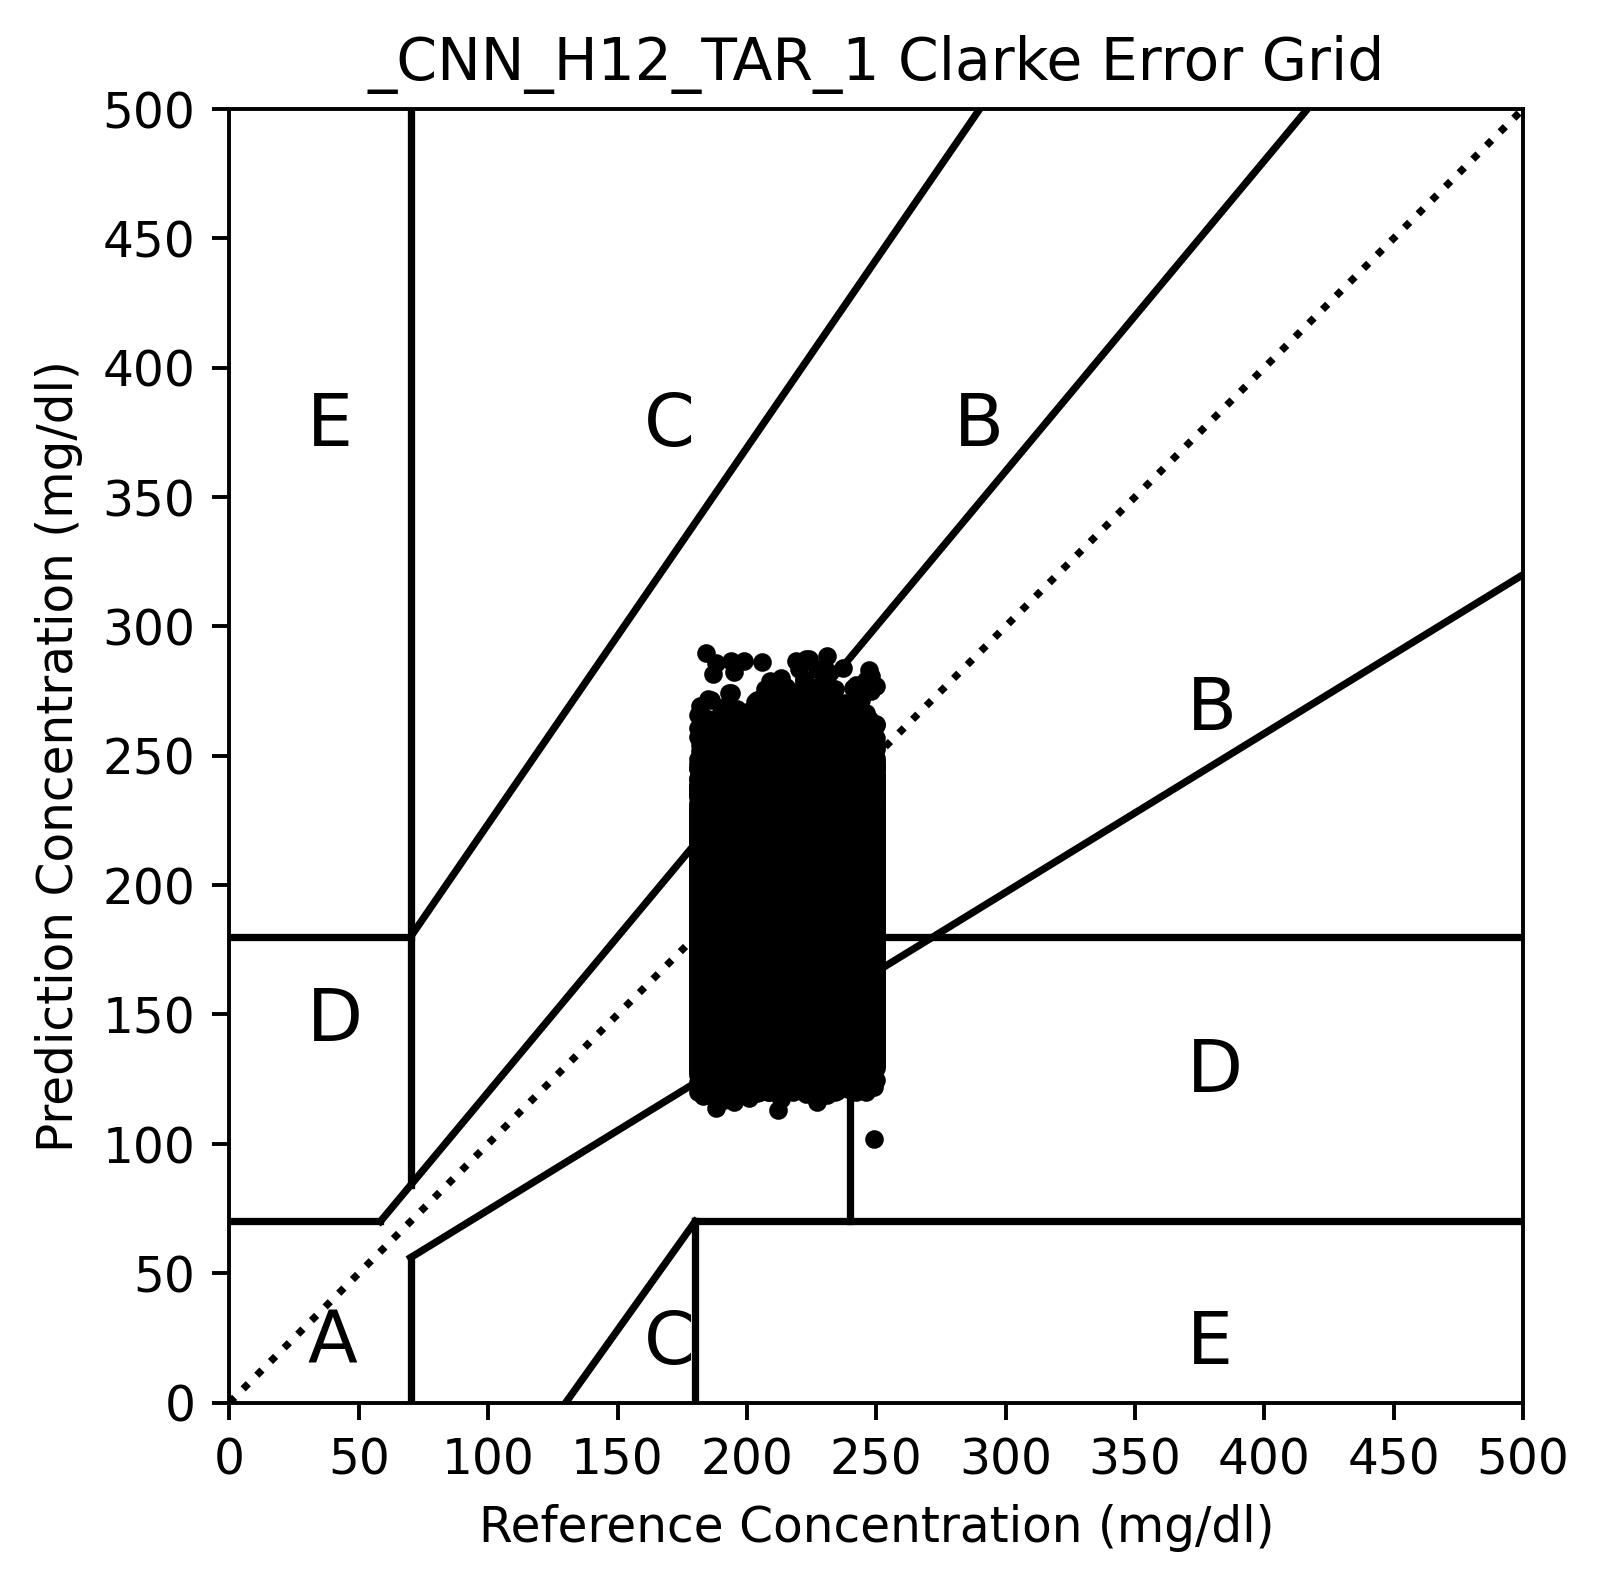 _CNN_H12_TAR_1 Clarke Error Grid
500
450
400
350
300
250
200
150
100
50
0
Prediction Concentration (mg/dl)
E
C
B
B
D
D
A
C
E
0 50 100 150 200 250 300 350 400 450 500
Reference Concentration (mg/dl)